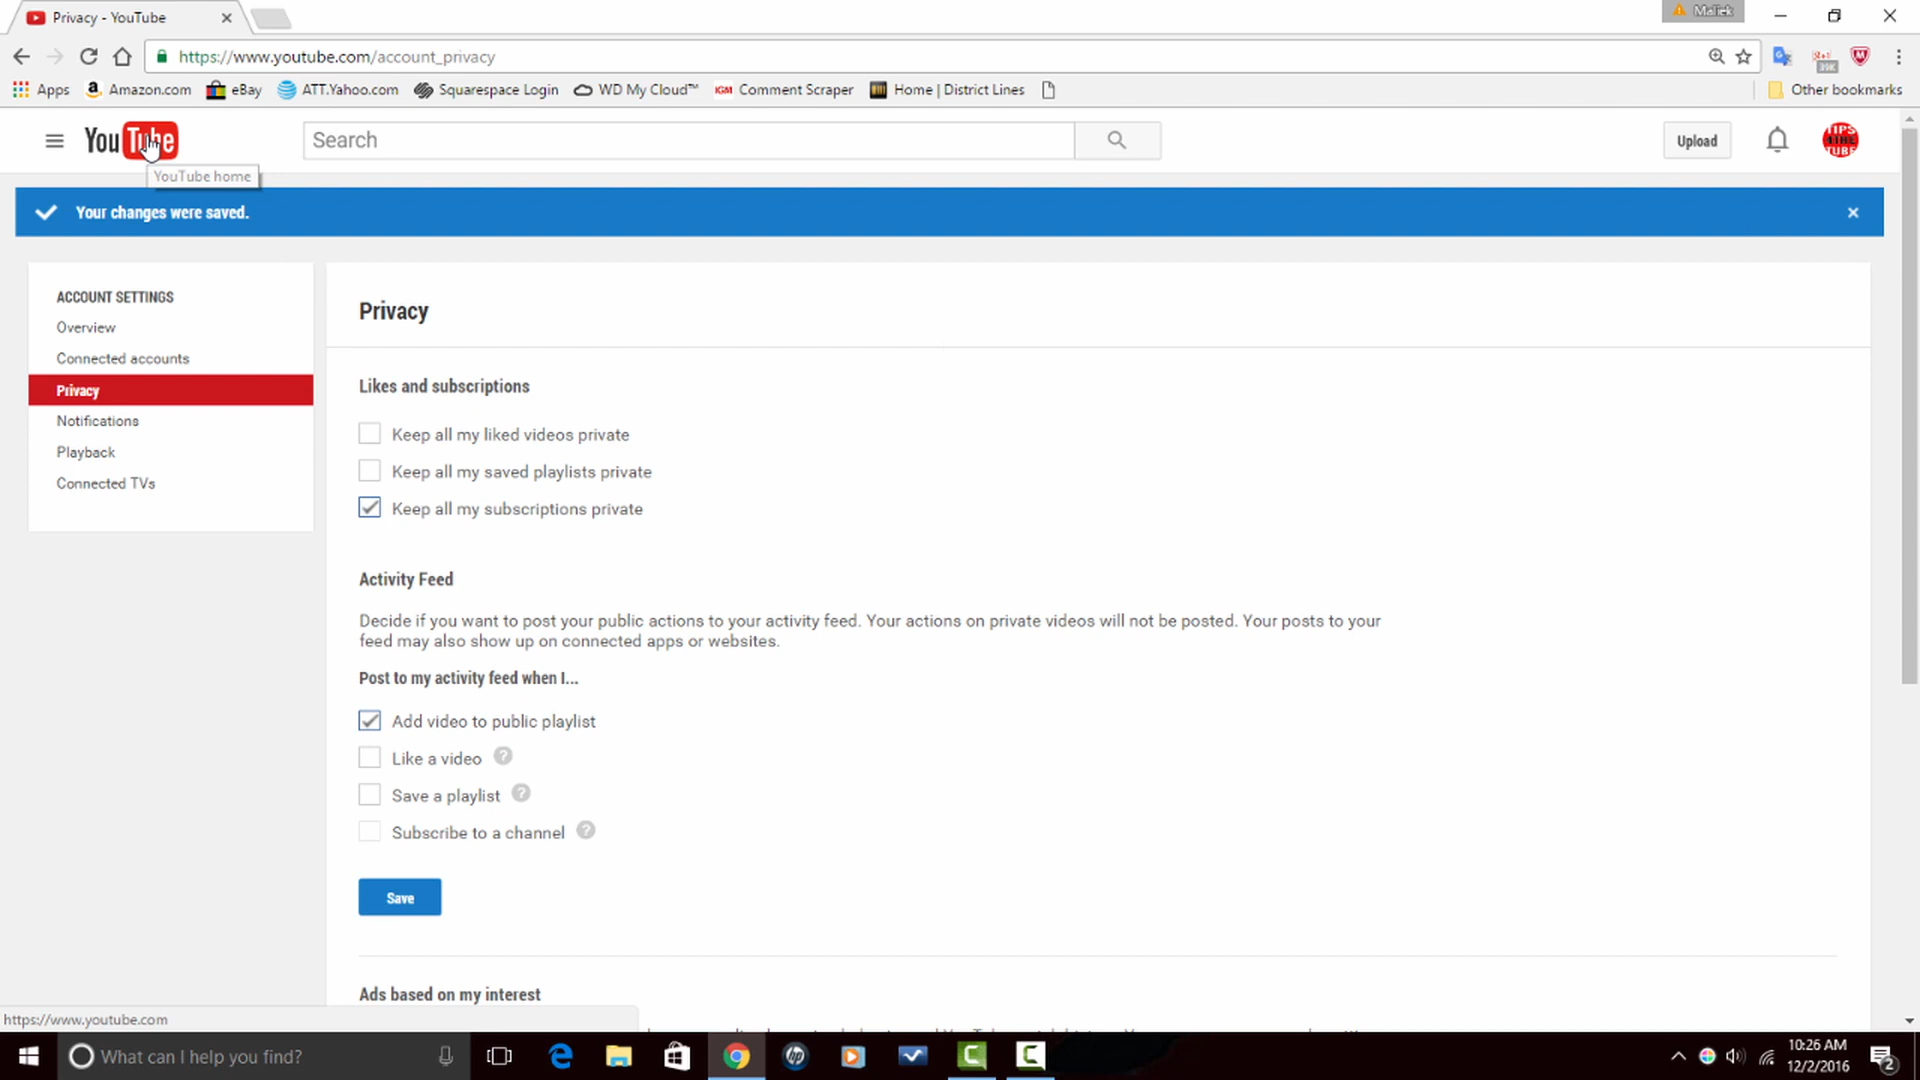 Privacy - YouTube
Maliek
https://www.youtube.com/account_privacy
Apps
Amazon.com
eBay
ATT.Yahoo.com
Squarespace Login
WD My Cloud™
Comment Scraper
Home | District Lines
Other bookmarks
YouTube
Search
Upload
TIPS
TUBE
YouTube home
Your changes were saved.
ACCOUNT SETTINGS
Overview
Connected accounts
Privacy
Notifications
Playback
Connected TVs
Privacy
Likes and subscriptions
Keep all my liked videos private
Keep all my saved playlists private
Keep all my subscriptions private
Activity Feed
Decide if you want to post your public actions to your activity feed. Your actions on private videos will not be posted. Your posts to your
feed may also show up on connected apps or websites.
Post to my activity feed when I...
Add video to public playlist
Like a video ?
Save a playlist ?
Subscribe to a channel ?
Save
Ads based on my interest
https://www.youtube.com
What can I help you find?
10:26 AM
12/2/2016
2